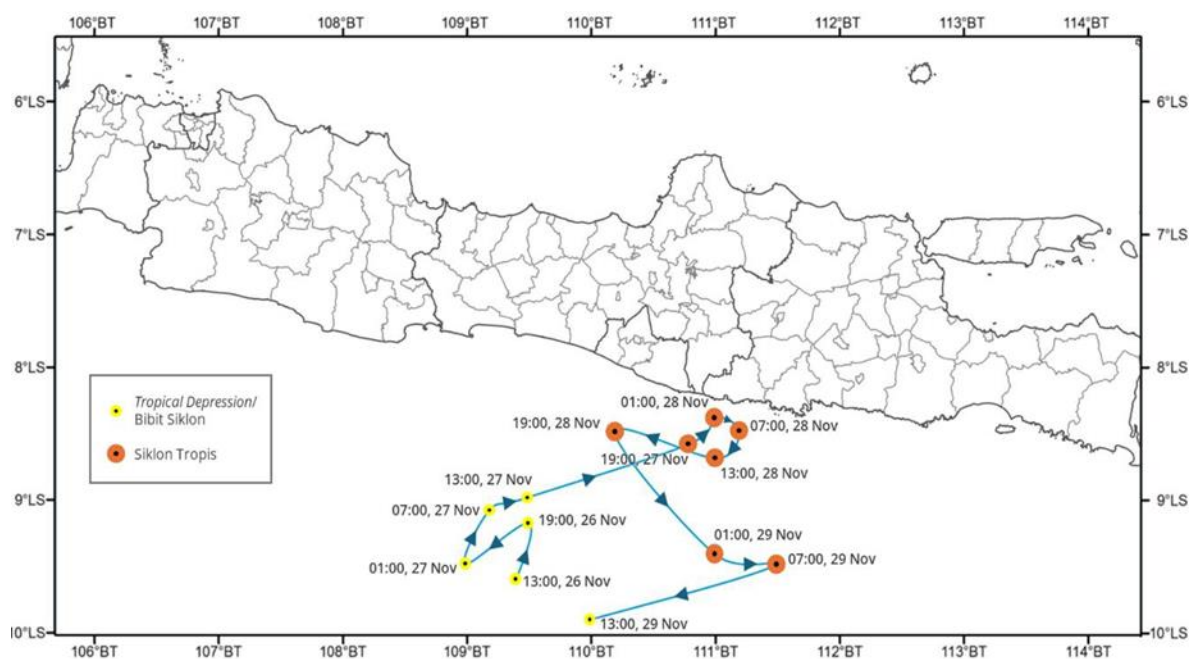 106°BT 107°BT 108°BT 109°BT 110°BT 111°BT 112°BT 113°BT 114°BT
6°LS 6°LS
7°LS 7°LS
8°LS 8°LS
Tropical Depression/
Bibit Siklon
Siklon Tropis
01:00, 28 Nov
19:00, 28 Nov
07:00, 28 Nov
19:00, 27 Nov
13:00, 28 Nov
13:00, 27 Nov
9°LS 9°LS
07:00, 27 Nov
19:00, 26 Nov
01:00, 29 Nov
07:00, 29 Nov
01:00, 27 Nov
13:00, 26 Nov
13:00, 29 Nov
10°LS 10°LS
106°BT 107°BT 108°BT 109°BT 110°BT 111°BT 112°BT 113°BT 114°BT